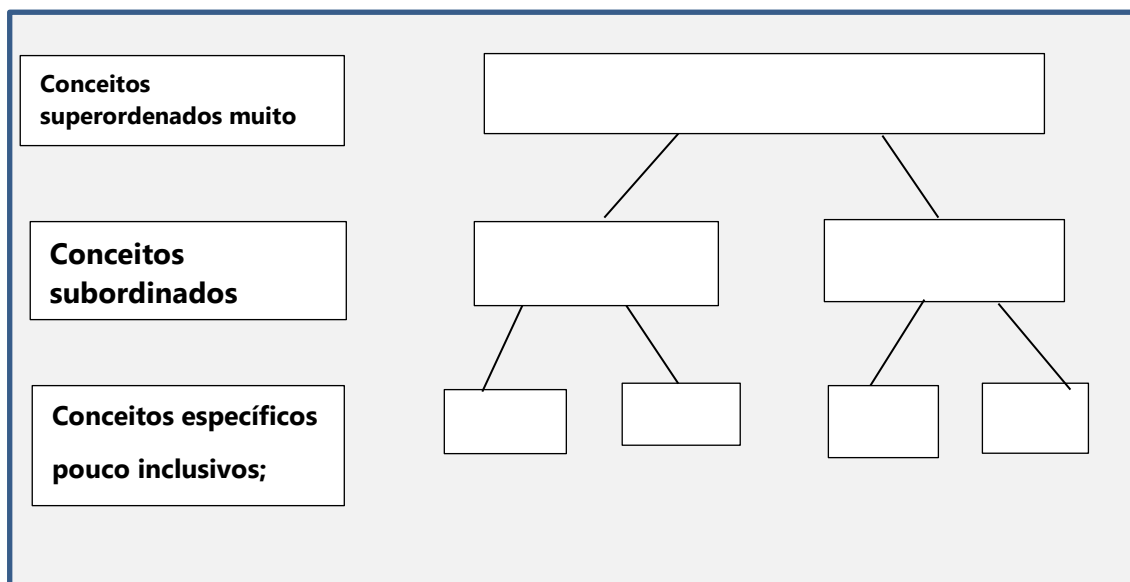 Conceitos
superordenados muito
Conceitos
subordinados
Conceitos específicos
pouco inclusivos;